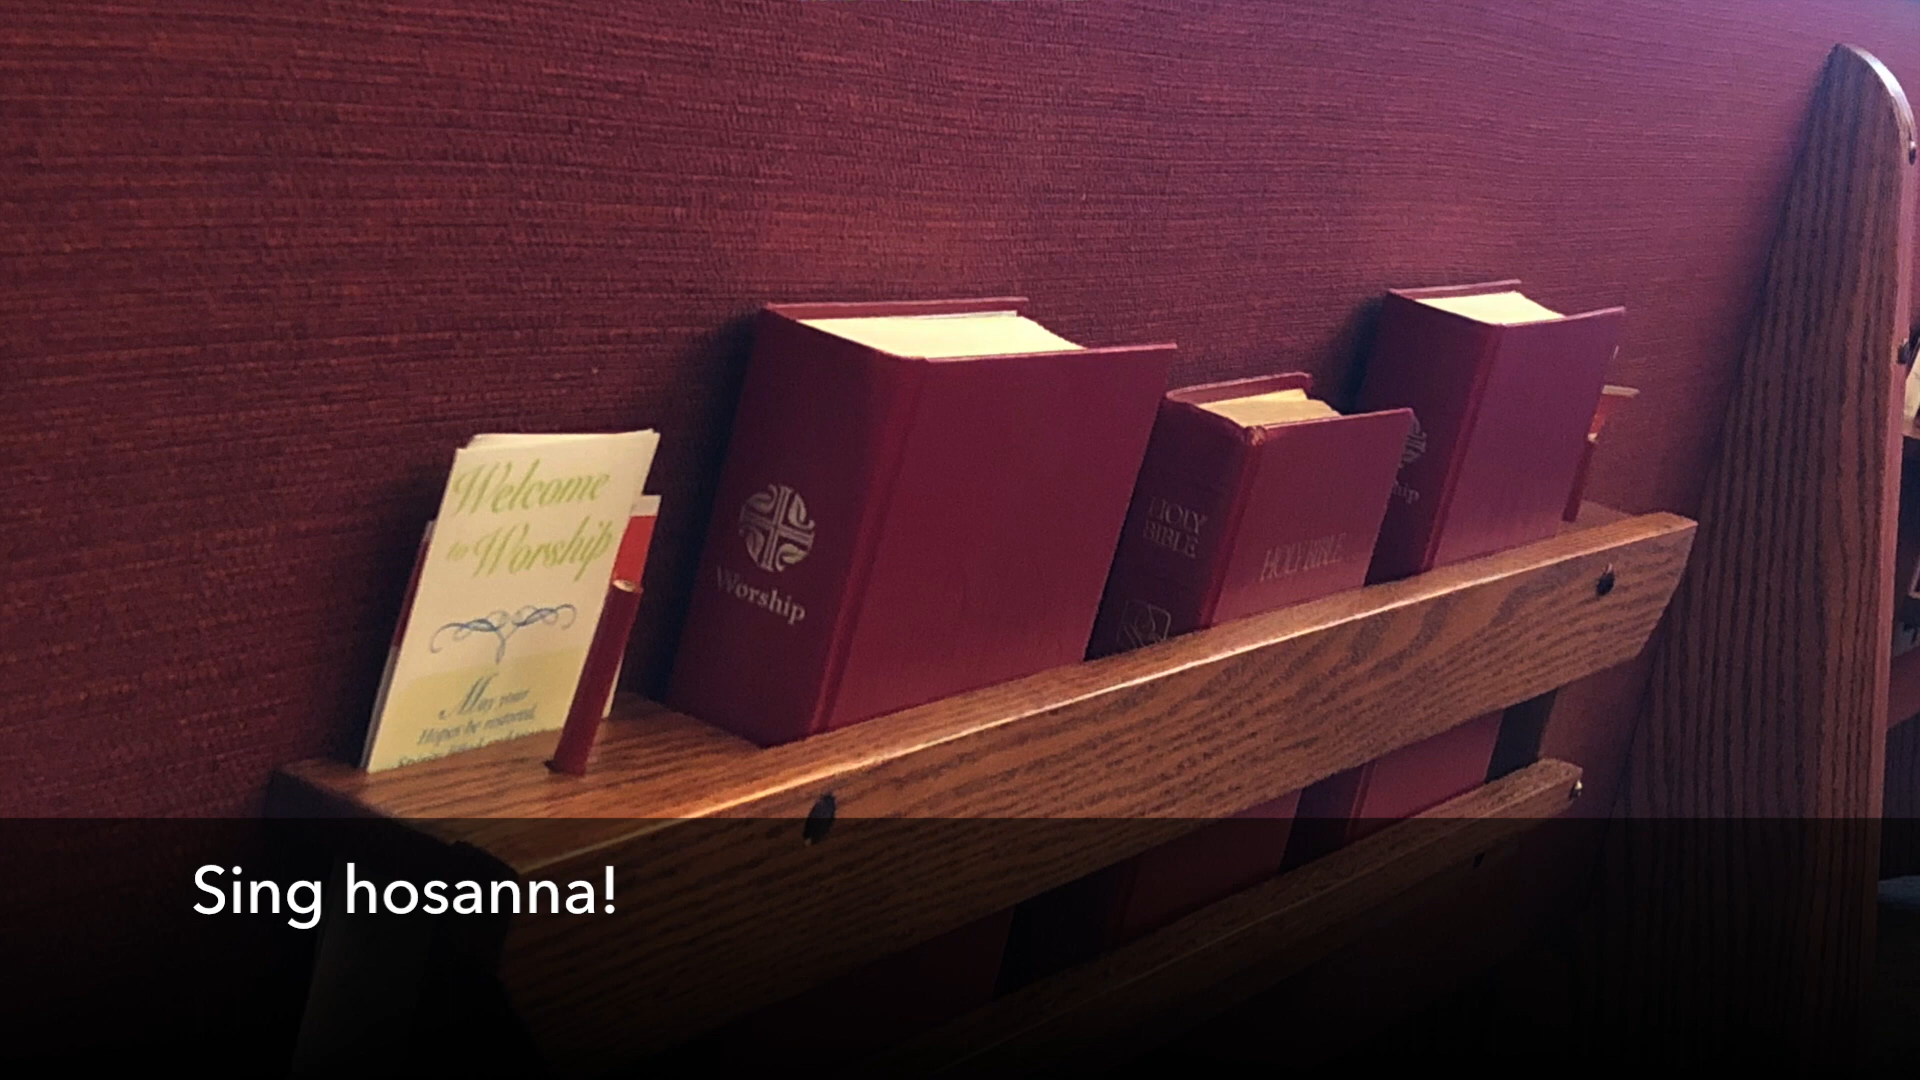 Welcome
to Worship
May your
Hopes be restored,
Worship
HOLY
BIBLE
HOLY BIBLE
Sing hosanna!